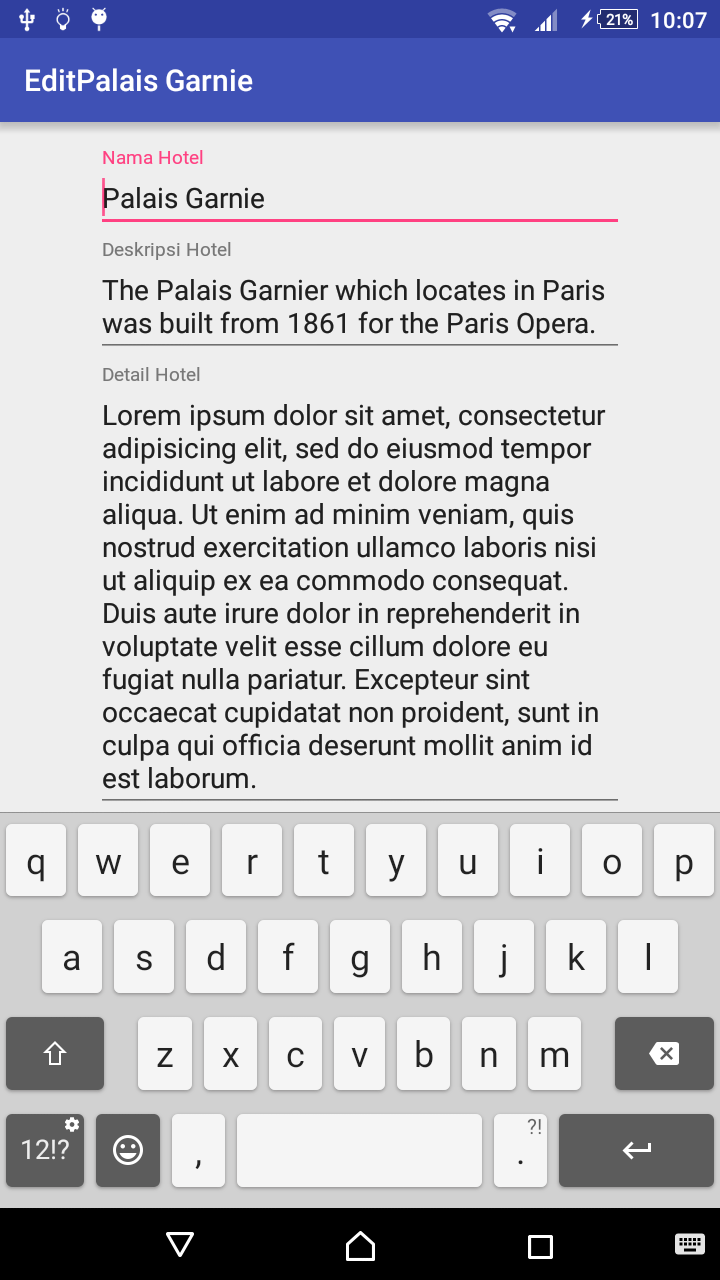 21% 10:07
EditPalais Garnie
Nama Hotel
Palais Garnie
Deskripsi Hotel
The Palais Garnier which locates in Paris
was built from 1861 for the Paris Opera.
Detail Hotel
Lorem ipsum dolor sit amet, consectetur
adipisicing elit, sed do eiusmod tempor
incididunt ut labore et dolore magna
aliqua. Ut enim ad minim veniam, quis
nostrud exercitation ullamco laboris nisi
ut aliquip ex ea commodo consequat.
Duis aute irure dolor in reprehenderit in
voluptate velit esse cillum dolore eu
fugiat nulla pariatur. Excepteur sint
occaecat cupidatat non proident, sunt in
culpa qui officia deserunt mollit anim id
est laborum.
q w e r t y u i o p
a s d f g h j k l
z x c v b n m
12!? , . ?!